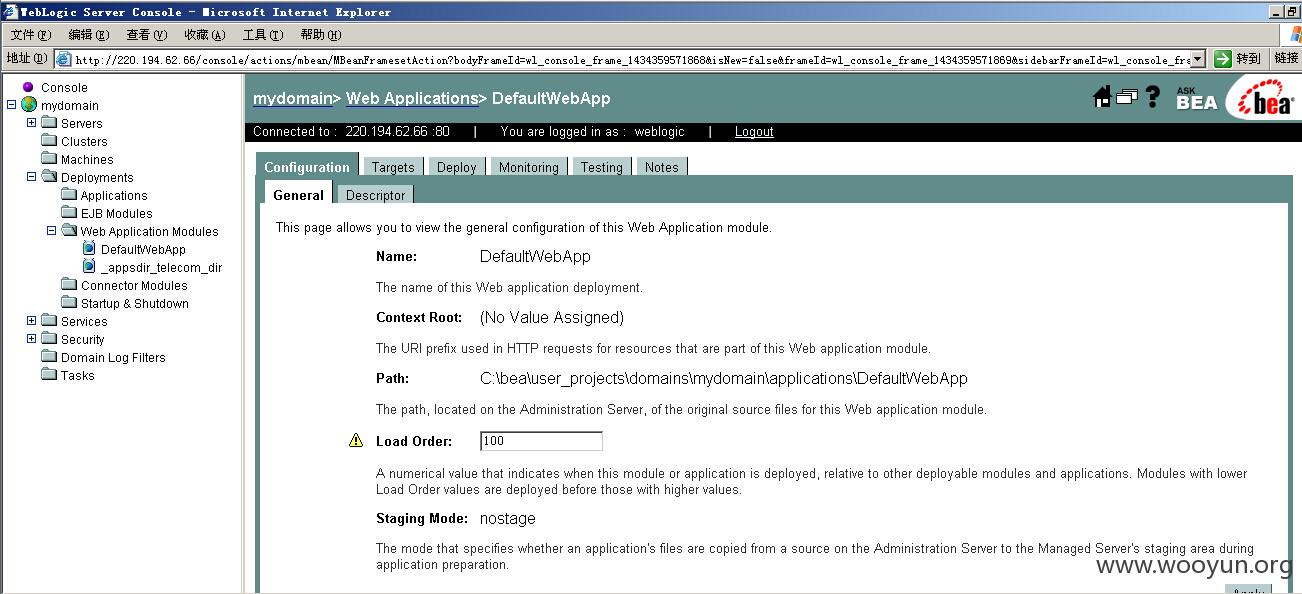 WebLogic Server Console - Microsoft Internet Explorer
文件(F) 编辑(E) 查看(V) 收藏(A) 工具(T) 帮助(H)
地址(D) http://220.194.62.66/console/actions/mbean/MBeanFramesetAction?bodyFrameId=wl_console_frame_1434359571868&isNew=false&frameId=wl_console_frame_1434359571869&sidebarFrameId=wl_console_fra 转到 链接
Console
mydomain
Servers
Clusters
Machines
Deployments
Applications
EJB Modules
Web Application Modules
DefaultWebApp
_appsdir_telecom_dir
Connector Modules
Startup & Shutdown
Services
Security
Domain Log Filters
Tasks
mydomain> Web Applications> DefaultWebApp
ASK BEA
bea
Connected to : 220.194.62.66 :80 | You are logged in as : weblogic | Logout
Configuration Targets Deploy Monitoring Testing Notes
General Descriptor
This page allows you to view the general configuration of this Web Application module.
Name: DefaultWebApp
The name of this Web application deployment.
Context Root: (No Value Assigned)
The URI prefix used in HTTP requests for resources that are part of this Web application module.
Path: C:\bea\user_projects\domains\mydomain\applications\DefaultWebApp
The path, located on the Administration Server, of the original source files for this Web application module.
Load Order: 100
A numerical value that indicates when this module or application is deployed, relative to other deployable modules and applications. Modules with lower
Load Order values are deployed before those with higher values.
Staging Mode: nostage
The mode that specifies whether an application's files are copied from a source on the Administration Server to the Managed Server's staging area during
application preparation.
www.wooyun.org
Apply